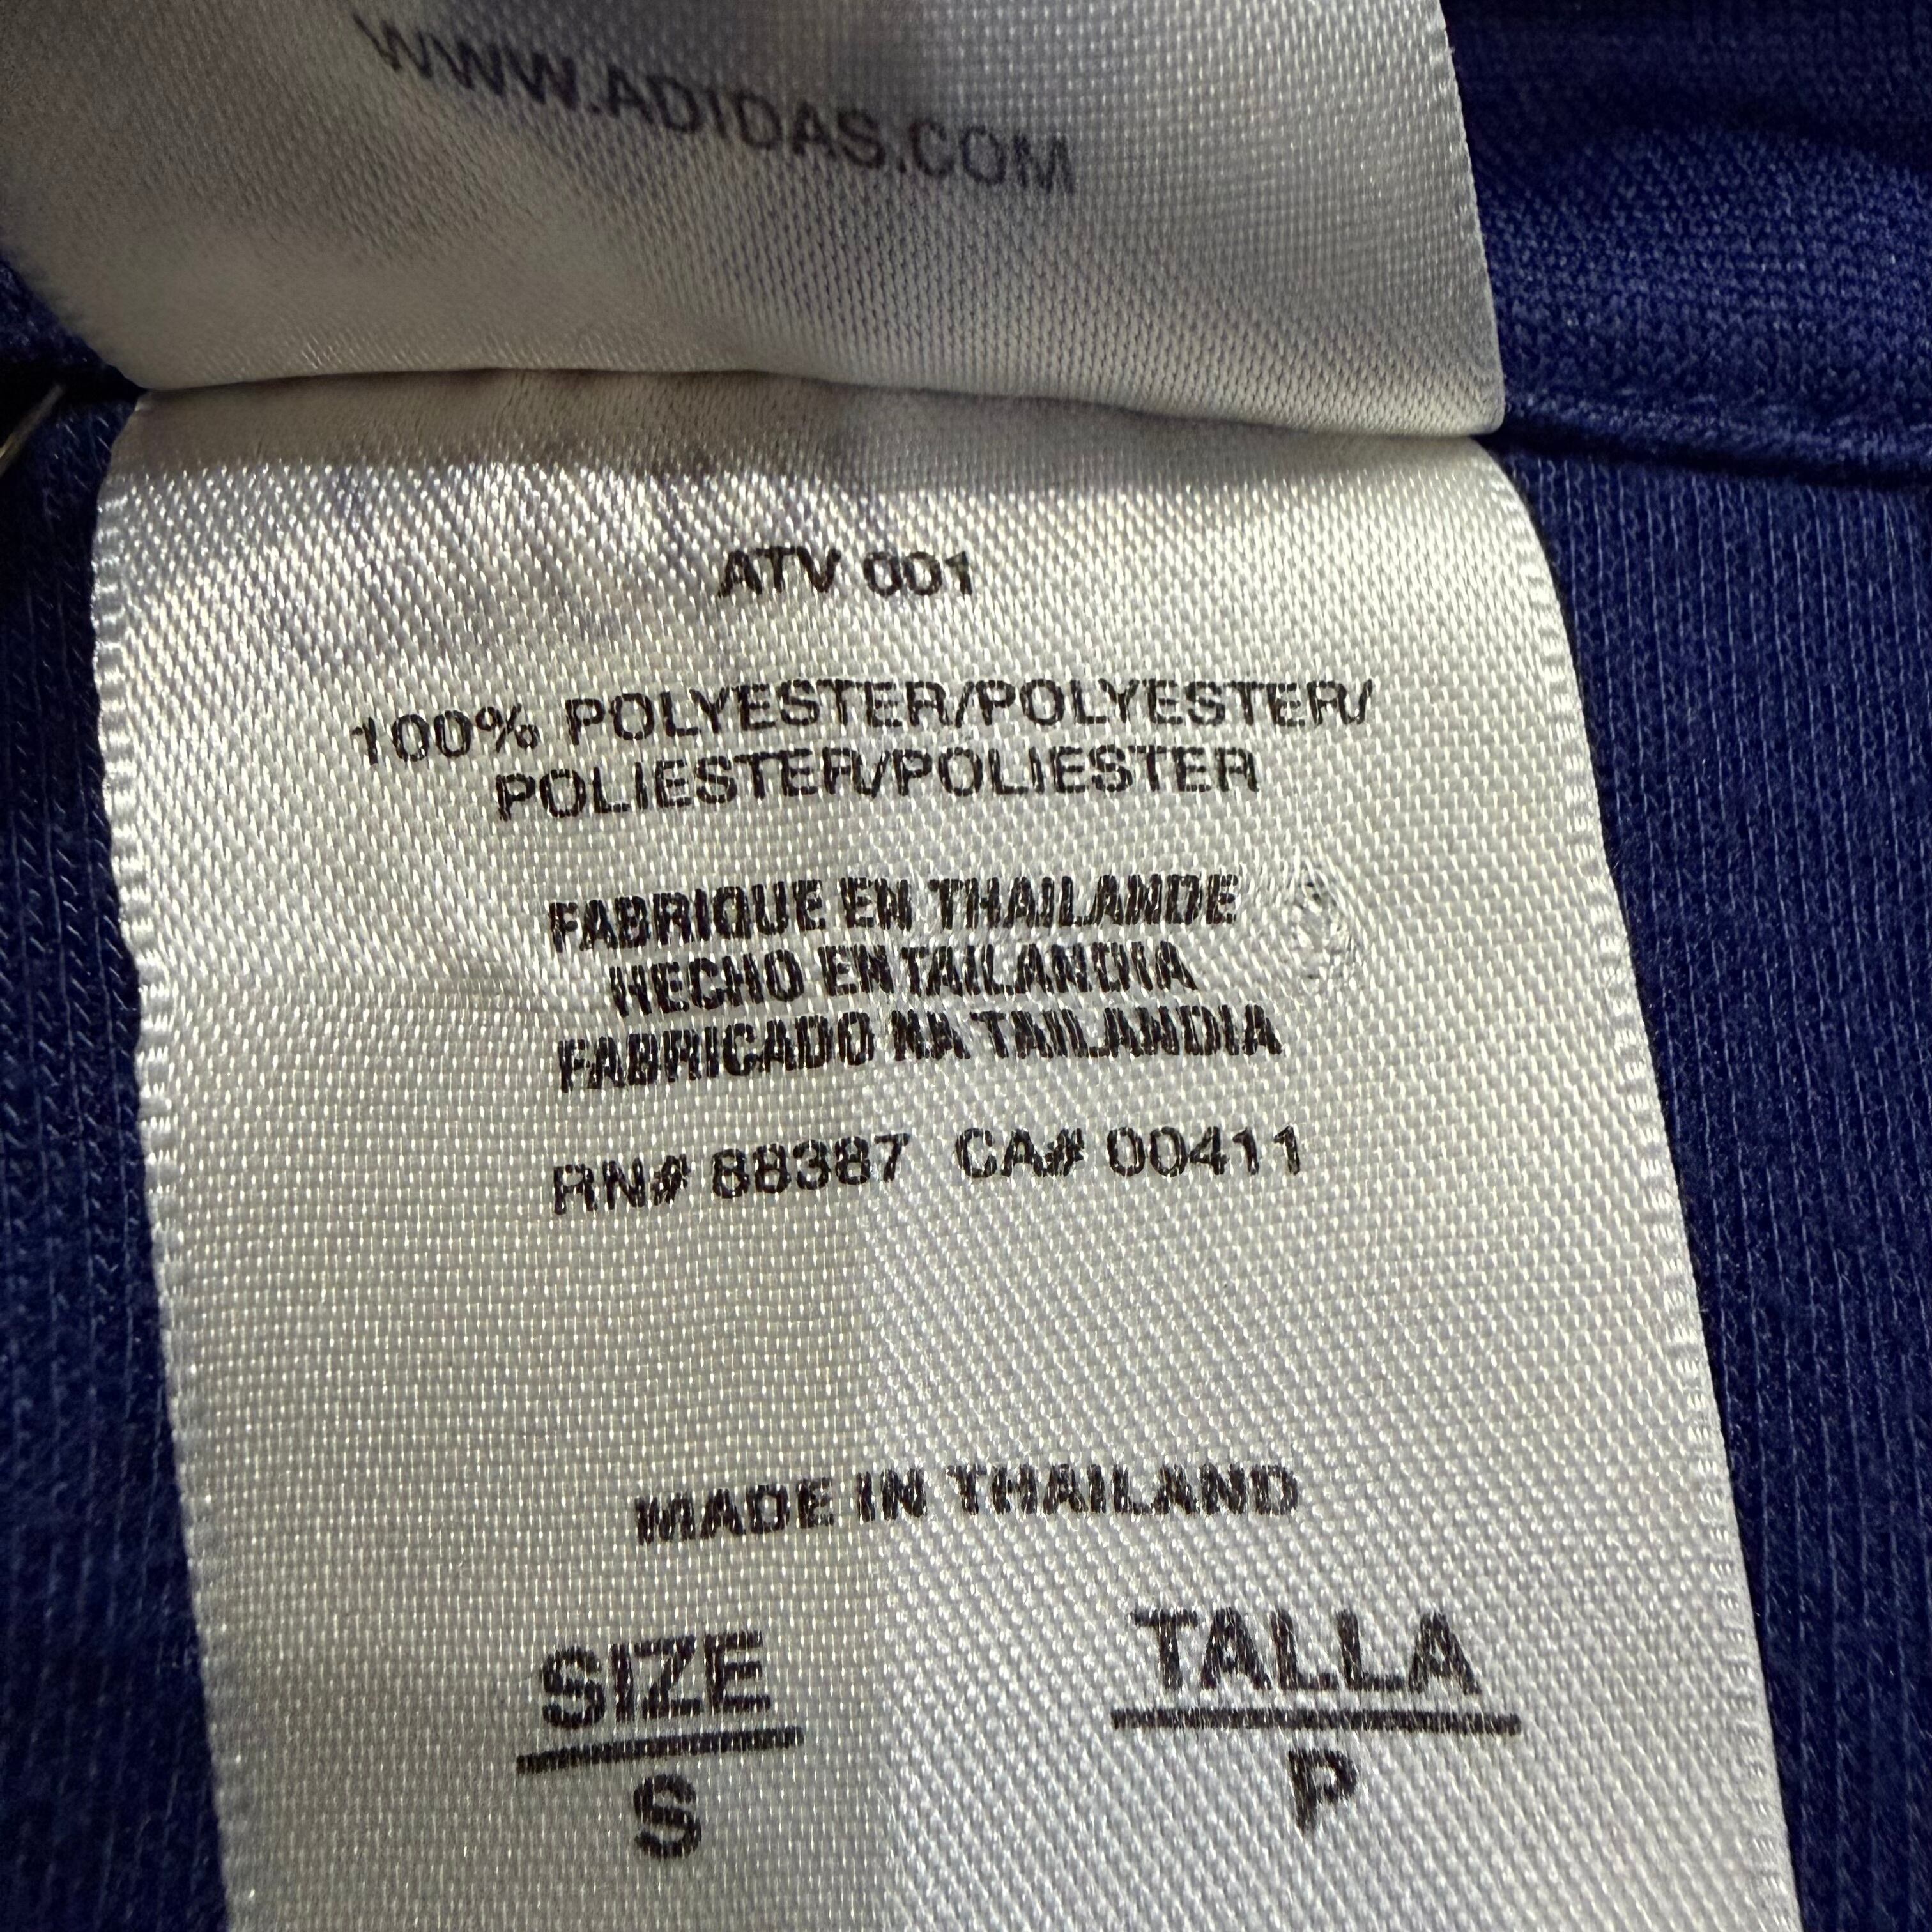 WWW.ADIDAS.COM
ATV 001
100% POLYESTER/POLYESTER/
POLIESTER/POLIESTER
FABRIQUE EN THAILANDE
HECHO EN TAILANDIA
FABRICADO NA TAILANDIA
RN# 88387 CA# 00411
MADE IN THAILAND
SIZE TALLA
S P